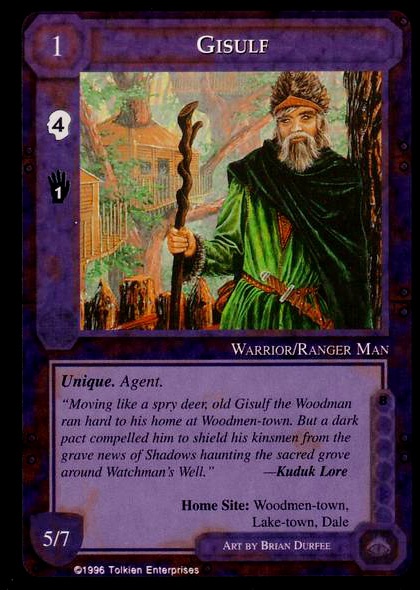 1
GISULF
4
1
WARRIOR/RANGER MAN
Unique. Agent.
8
"Moving like a spry deer, old Gisulf the Woodman
ran hard to his home at Woodmen-town. But a dark
pact compelled him to shield his kinsmen from the
grave news of Shadows haunting the sacred grove
around Watchman's Well." —Kuduk Lore
Home Site: Woodmen-town,
Lake-town, Dale
5/7
ART BY BRIAN DURFEE
©1996 Tolkien Enterprises